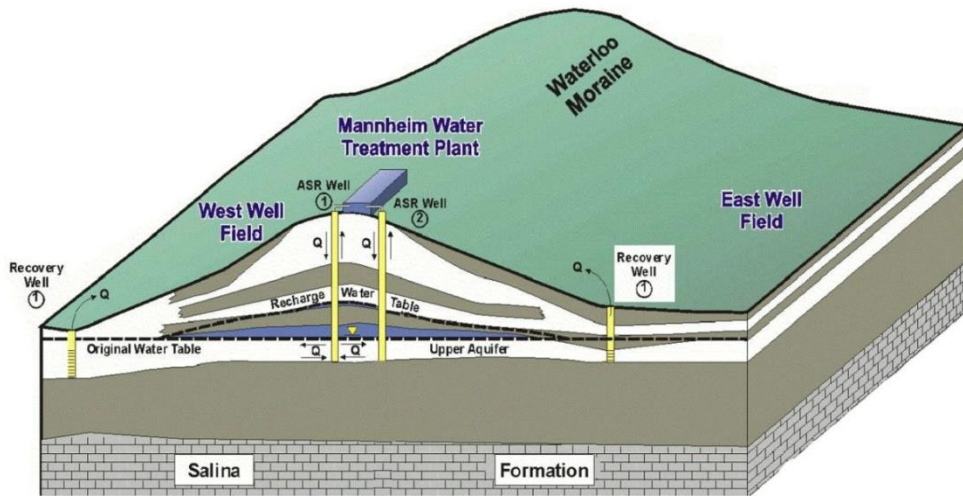 Waterloo
Moraine
Mannheim Water
Treatment Plant
ASR Well
1
ASR Well
2
West Well
Field
East Well
Field
Recovery
Well
1
Q
Q
Q
Q
Recovery
Well
1
Recharge Water Table
Original Water Table
Q
Q
Upper Aquifer
Salina Formation